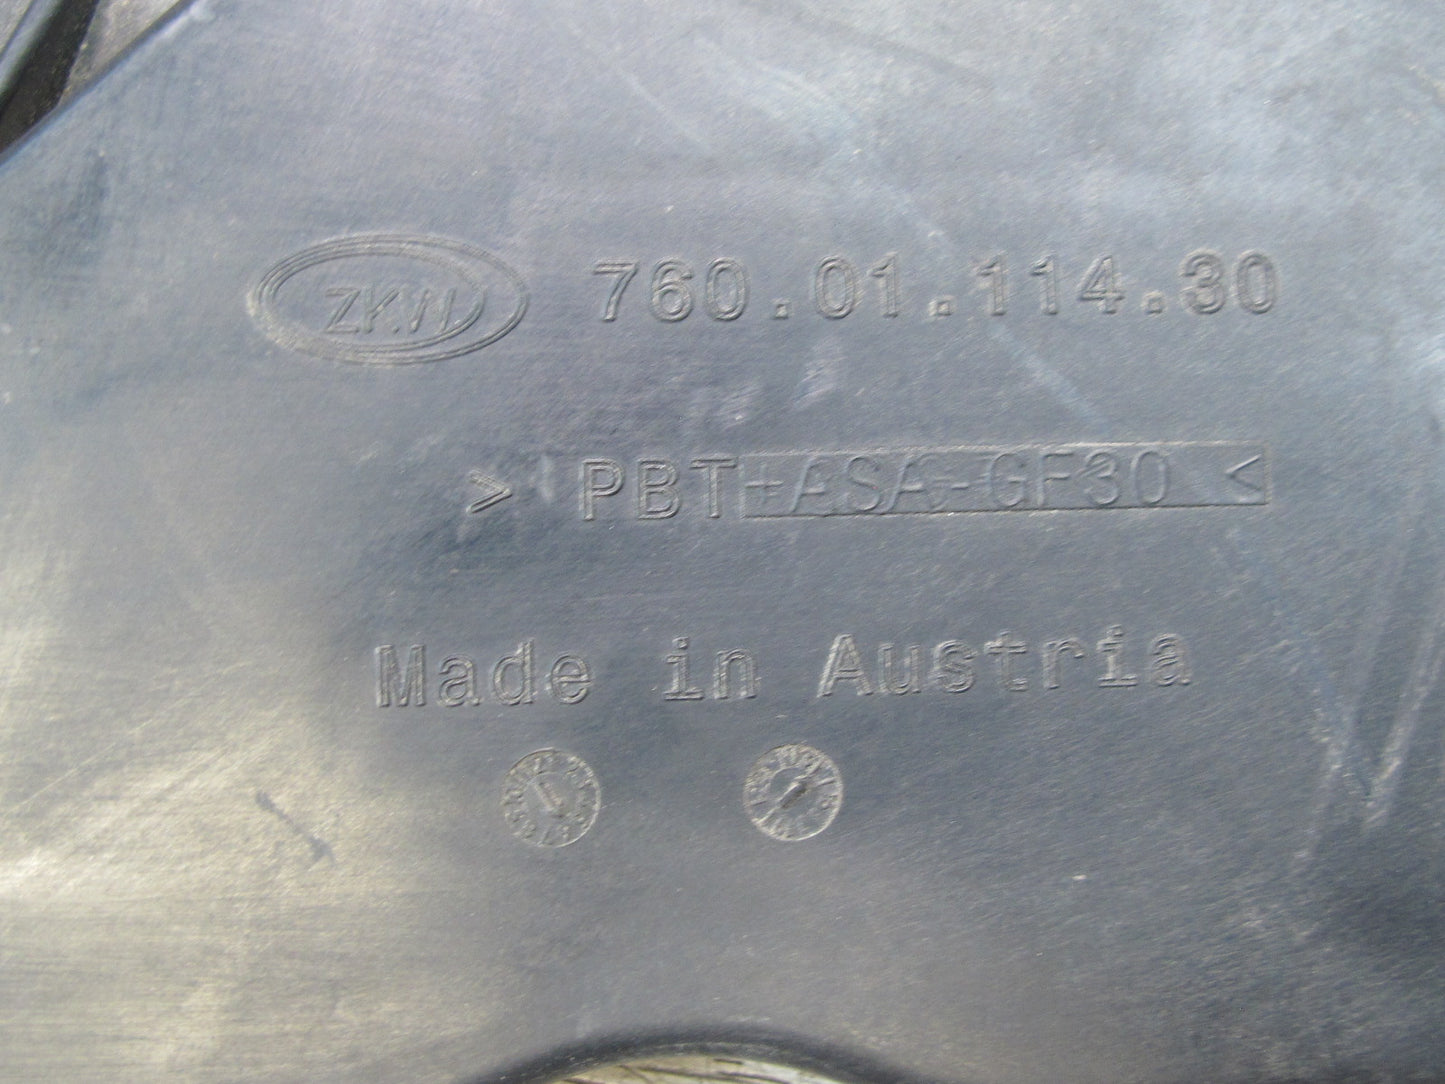 ZKW 760.01.114.30
> PBT+ASA-GF30 <
Made in Austria